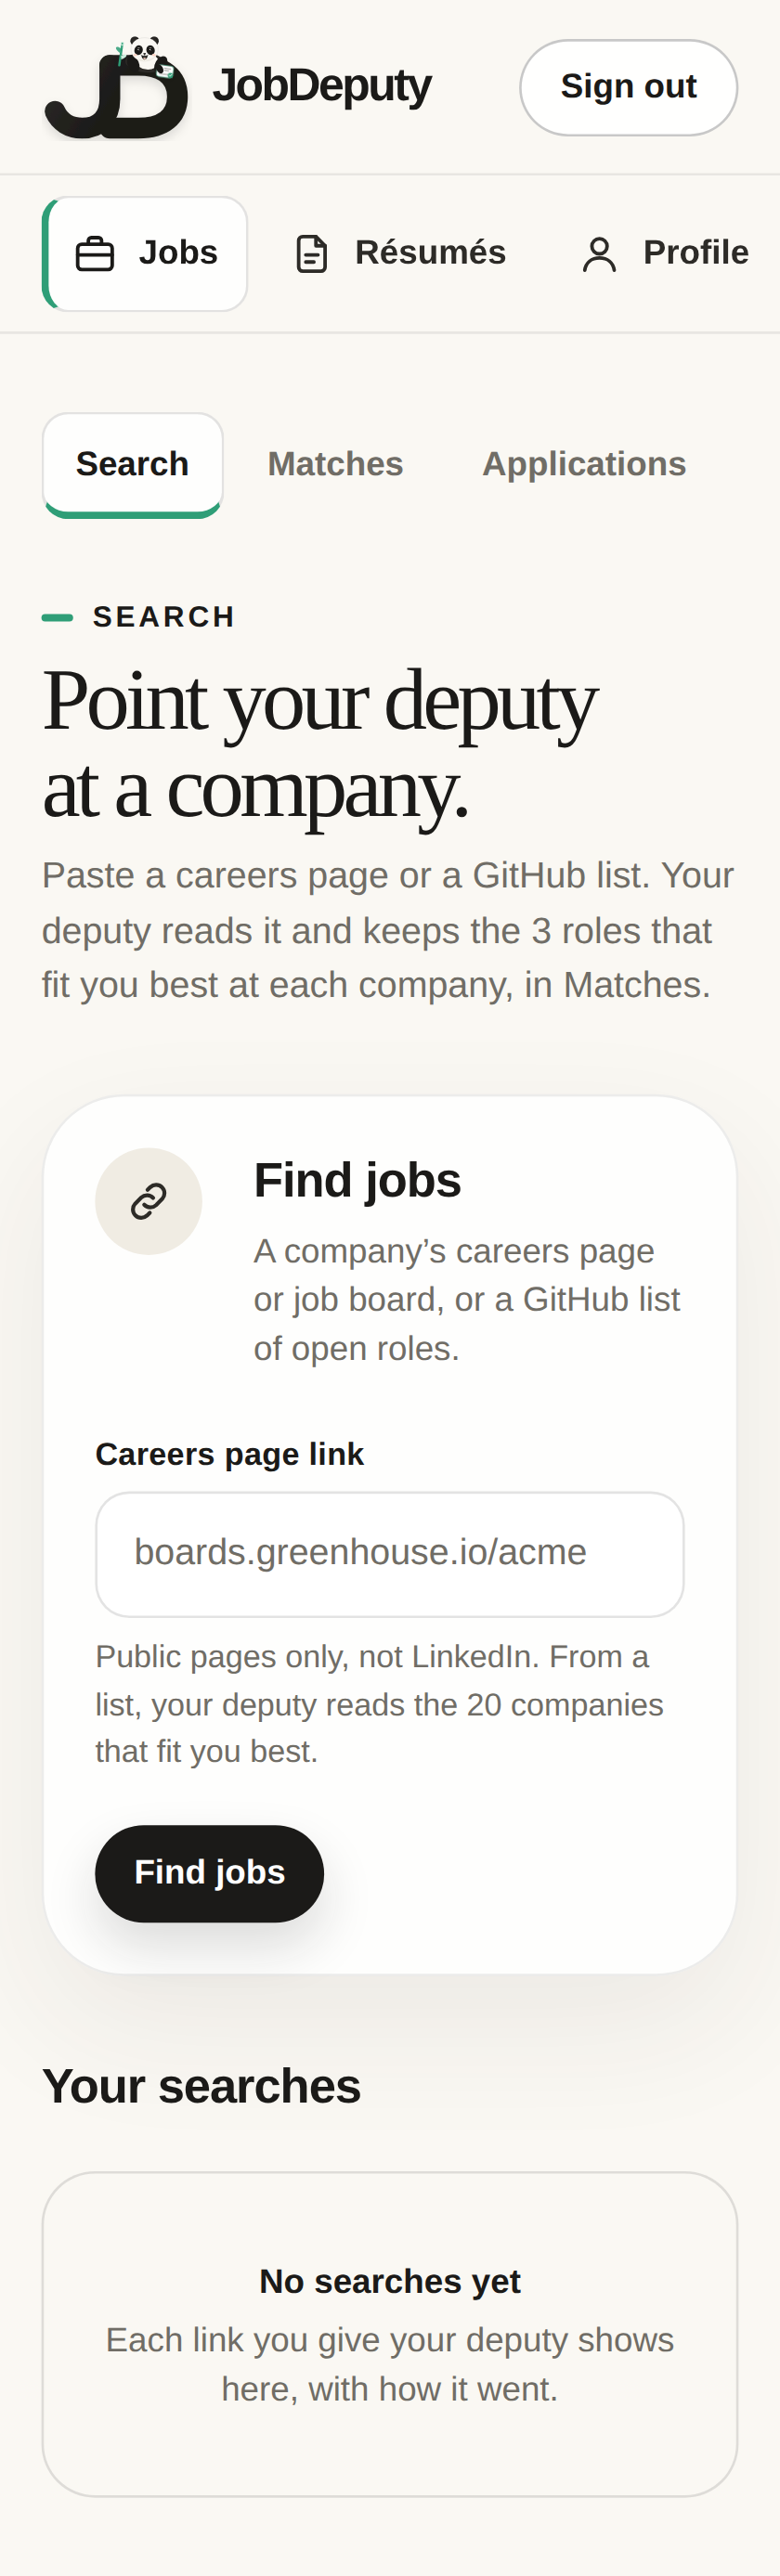 JobDeputy
Sign out
Jobs
Résumés
Profile
Search
Matches
Applications
SEARCH
Point your deputy
at a company.
Paste a careers page or a GitHub list. Your
deputy reads it and keeps the 3 roles that
fit you best at each company, in Matches.
Find jobs
A company’s careers page
or job board, or a GitHub list
of open roles.
Careers page link
boards.greenhouse.io/acme
Public pages only, not LinkedIn. From a
list, your deputy reads the 20 companies
that fit you best.
Find jobs
Your searches
No searches yet
Each link you give your deputy shows
here, with how it went.